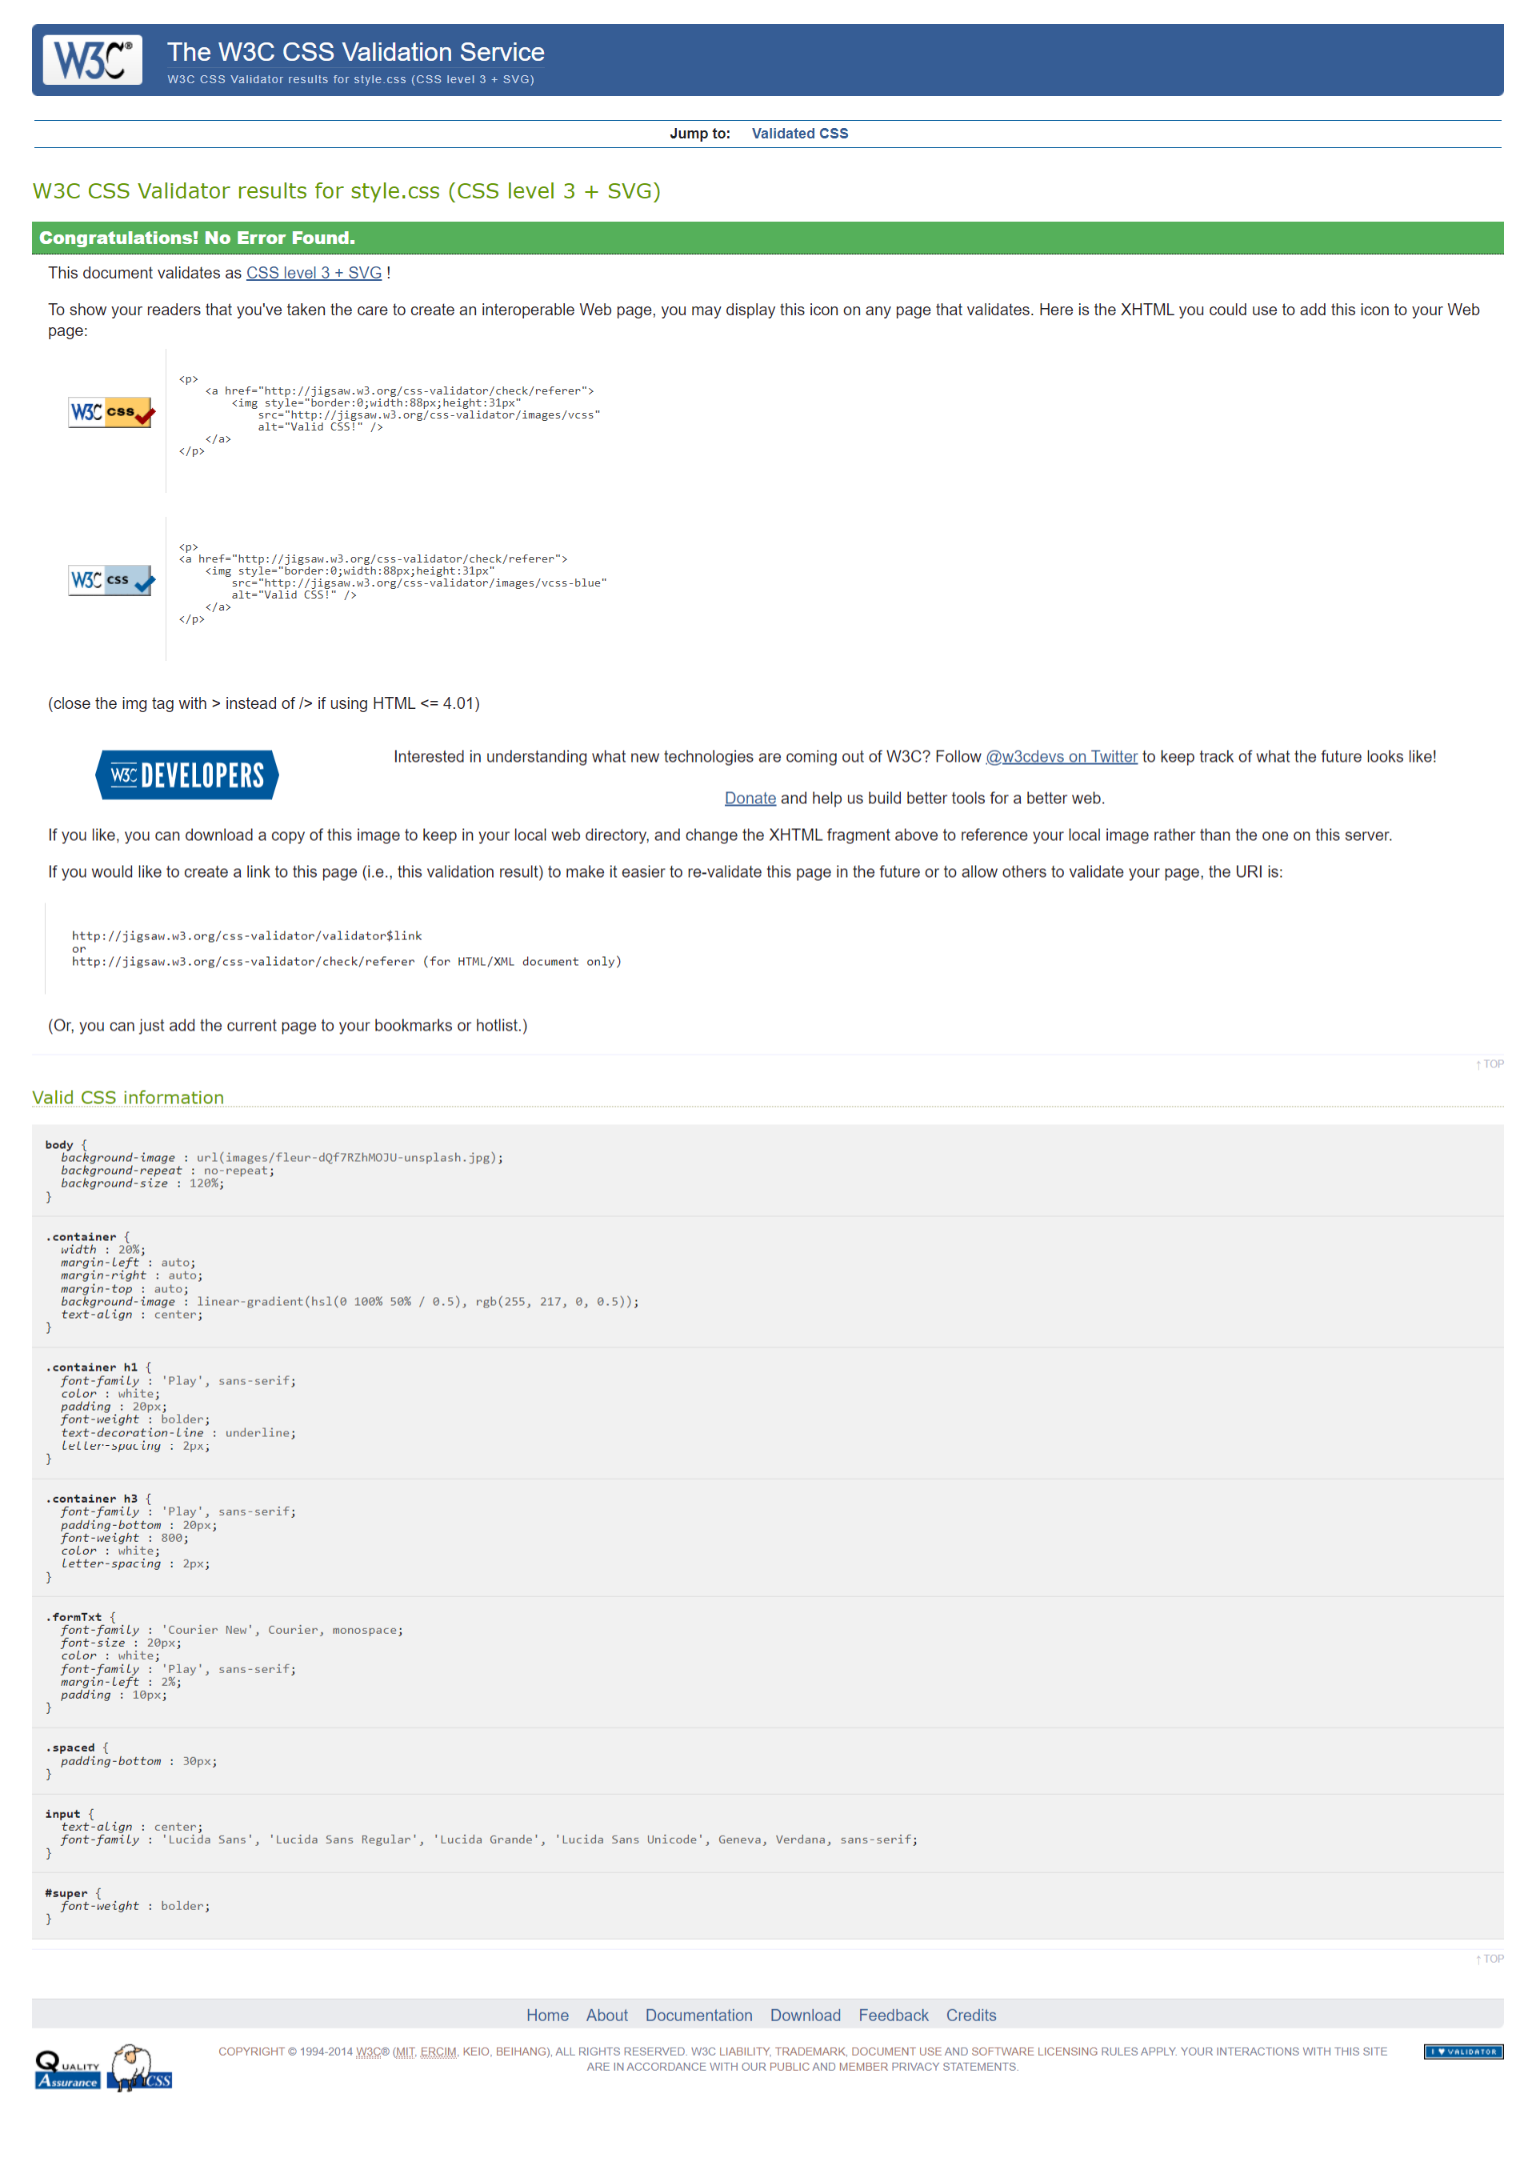 W3C®
The W3C CSS Validation Service
W3C CSS Validator results for style.css (CSS level 3 + SVG)
Jump to: Validated CSS
W3C CSS Validator results for style.css (CSS level 3 + SVG)
Congratulations! No Error Found.
This document validates as CSS level 3 + SVG !
To show your readers that you've taken the care to create an interoperable Web page, you may display this icon on any page that validates. Here is the XHTML you could use to add this icon to your Web
page:
W3C css
<p>
    <a href="http://jigsaw.w3.org/css-validator/check/referer">
        <img style="border:0;width:88px;height:31px"
            src="http://jigsaw.w3.org/css-validator/images/vcss"
            alt="Valid CSS!" />
    </a>
</p>
W3C css
<p>
<a href="http://jigsaw.w3.org/css-validator/check/referer">
    <img style="border:0;width:88px;height:31px"
        src="http://jigsaw.w3.org/css-validator/images/vcss-blue"
        alt="Valid CSS!" />
    </a>
</p>
(close the img tag with > instead of /> if using HTML <= 4.01)
W3C DEVELOPERS
Interested in understanding what new technologies are coming out of W3C? Follow @w3cdevs on Twitter to keep track of what the future looks like!
Donate and help us build better tools for a better web.
If you like, you can download a copy of this image to keep in your local web directory, and change the XHTML fragment above to reference your local image rather than the one on this server.
If you would like to create a link to this page (i.e., this validation result) to make it easier to re-validate this page in the future or to allow others to validate your page, the URI is:
http://jigsaw.w3.org/css-validator/validator$link
or
http://jigsaw.w3.org/css-validator/check/referer (for HTML/XML document only)
(Or, you can just add the current page to your bookmarks or hotlist.)
↑ TOP
Valid CSS information
body {
  background-image : url(images/fleur-dQf7RZhMOJU-unsplash.jpg);
  background-repeat : no-repeat;
  background-size : 120%;
}
.container {
  width : 20%;
  margin-left : auto;
  margin-right : auto;
  margin-top : auto;
  background-image : linear-gradient(hsl(0 100% 50% / 0.5), rgb(255, 217, 0, 0.5));
  text-align : center;
}
.container h1 {
  font-family : 'Play', sans-serif;
  color : white;
  padding : 20px;
  font-weight : bolder;
  text-decoration-line : underline;
  letter-spacing : 2px;
}
.container h3 {
  font-family : 'Play', sans-serif;
  padding-bottom : 20px;
  font-weight : 800;
  color : white;
  letter-spacing : 2px;
}
.formTxt {
  font-family : 'Courier New', Courier, monospace;
  font-size : 20px;
  color : white;
  font-family : 'Play', sans-serif;
  margin-left : 2%;
  padding : 10px;
}
.spaced {
  padding-bottom : 30px;
}
input {
  text-align : center;
  font-family : 'Lucida Sans', 'Lucida Sans Regular', 'Lucida Grande', 'Lucida Sans Unicode', Geneva, Verdana, sans-serif;
}
#super {
  font-weight : bolder;
}
↑ TOP
Home About Documentation Download Feedback Credits
QUALITY
Assurance
CSS
COPYRIGHT © 1994-2014 W3C® (MIT, ERCIM, KEIO, BEIHANG), ALL RIGHTS RESERVED. W3C LIABILITY, TRADEMARK, DOCUMENT USE AND SOFTWARE LICENSING RULES APPLY. YOUR INTERACTIONS WITH THIS SITE
ARE IN ACCORDANCE WITH OUR PUBLIC AND MEMBER PRIVACY STATEMENTS.
I ♥ VALIDATOR